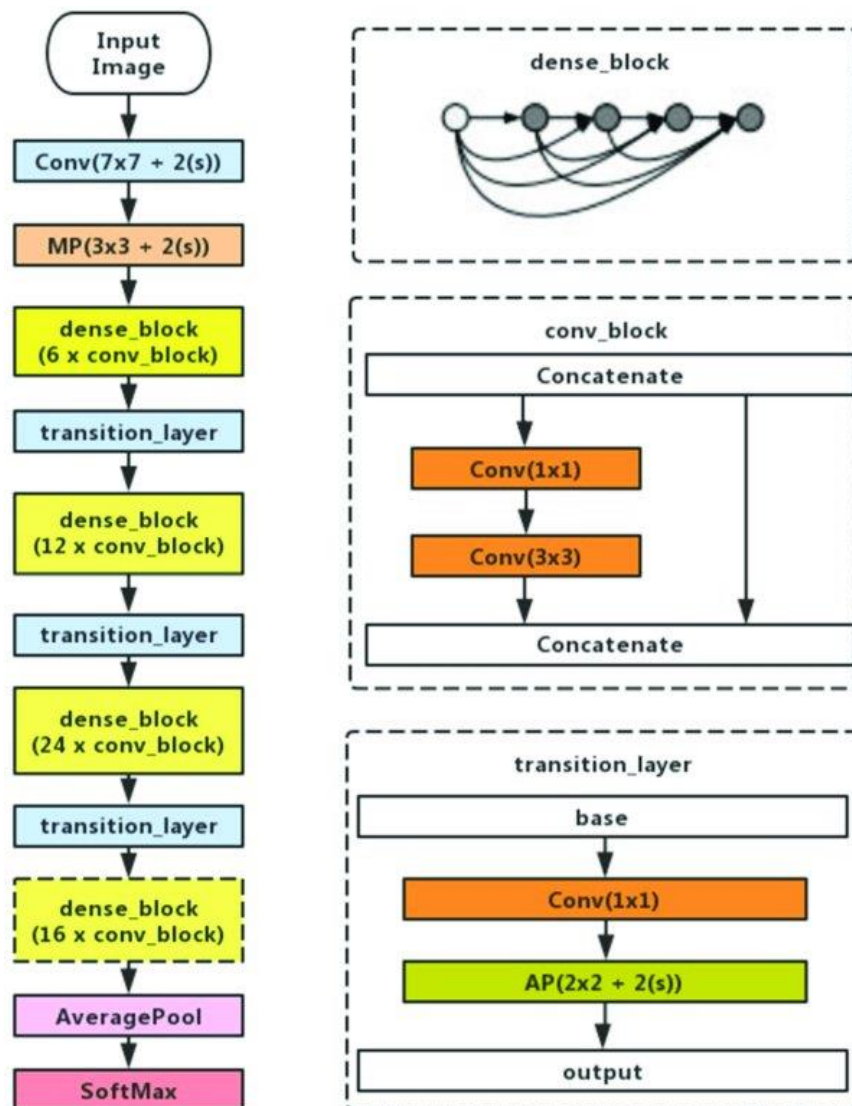 Input
Image
Conv(7x7 + 2(s))
MP(3x3 + 2(s))
dense_block
(6 x conv_block)
transition_layer
dense_block
(12 x conv_block)
transition_layer
dense_block
(24 x conv_block)
transition_layer
dense_block
(16 x conv_block)
AveragePool
SoftMax
dense_block
conv_block
Concatenate
Conv(1x1)
Conv(3x3)
Concatenate
transition_layer
base
Conv(1x1)
AP(2x2 + 2(s))
output